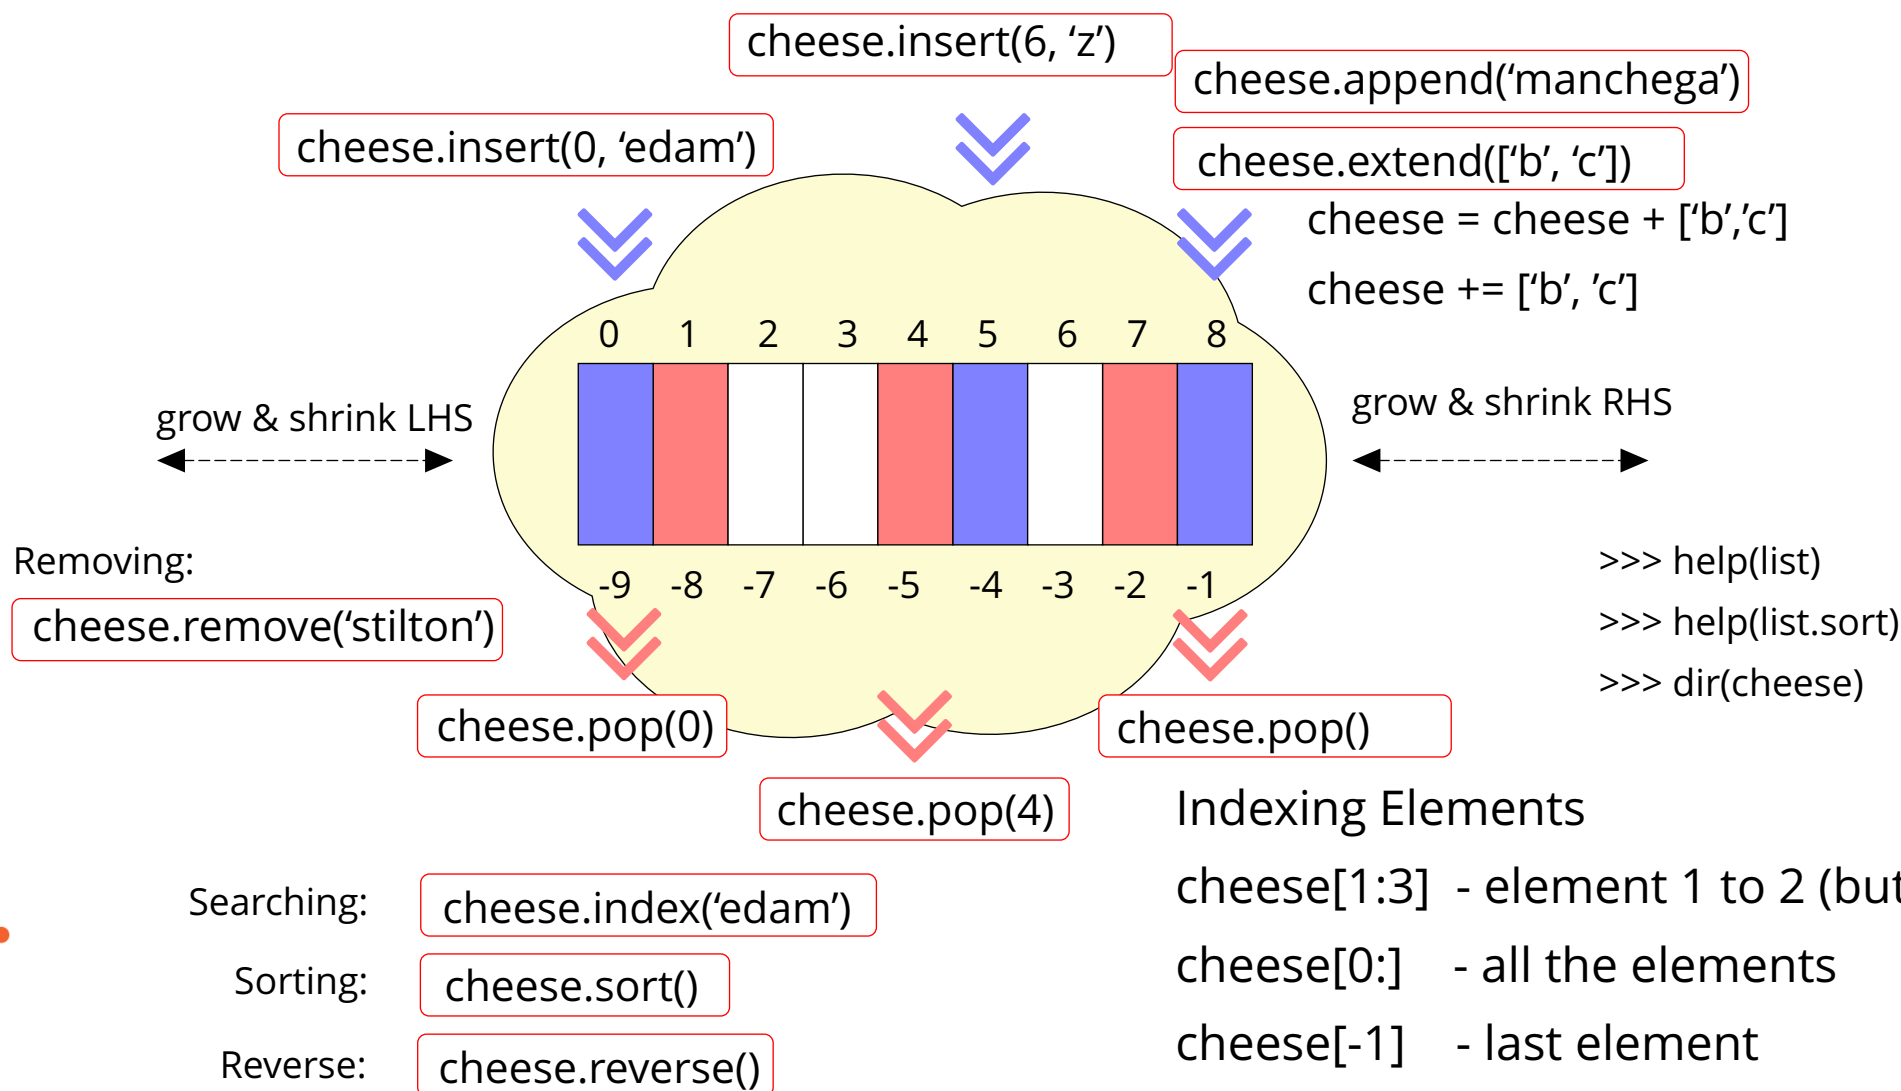 cheese.insert(6, ‘z’)
cheese.append(‘manchega’)
cheese.insert(0, ‘edam’)
cheese.extend([‘b’, ‘c’])
cheese = cheese + [‘b’,’c’]
cheese += [‘b’, ’c’]
0 1 2 3 4 5 6 7 8
grow & shrink LHS
grow & shrink RHS
-9 -8 -7 -6 -5 -4 -3 -2 -1
Removing:
cheese.remove(‘stilton’)
>>> help(list)
>>> help(list.sort)
>>> dir(cheese)
cheese.pop(0)
cheese.pop()
cheese.pop(4)
Indexing Elements
cheese[1:3] - element 1 to 2 (but
cheese[0:] - all the elements
cheese[-1] - last element
Searching:
cheese.index(‘edam’)
Sorting:
cheese.sort()
Reverse:
cheese.reverse()